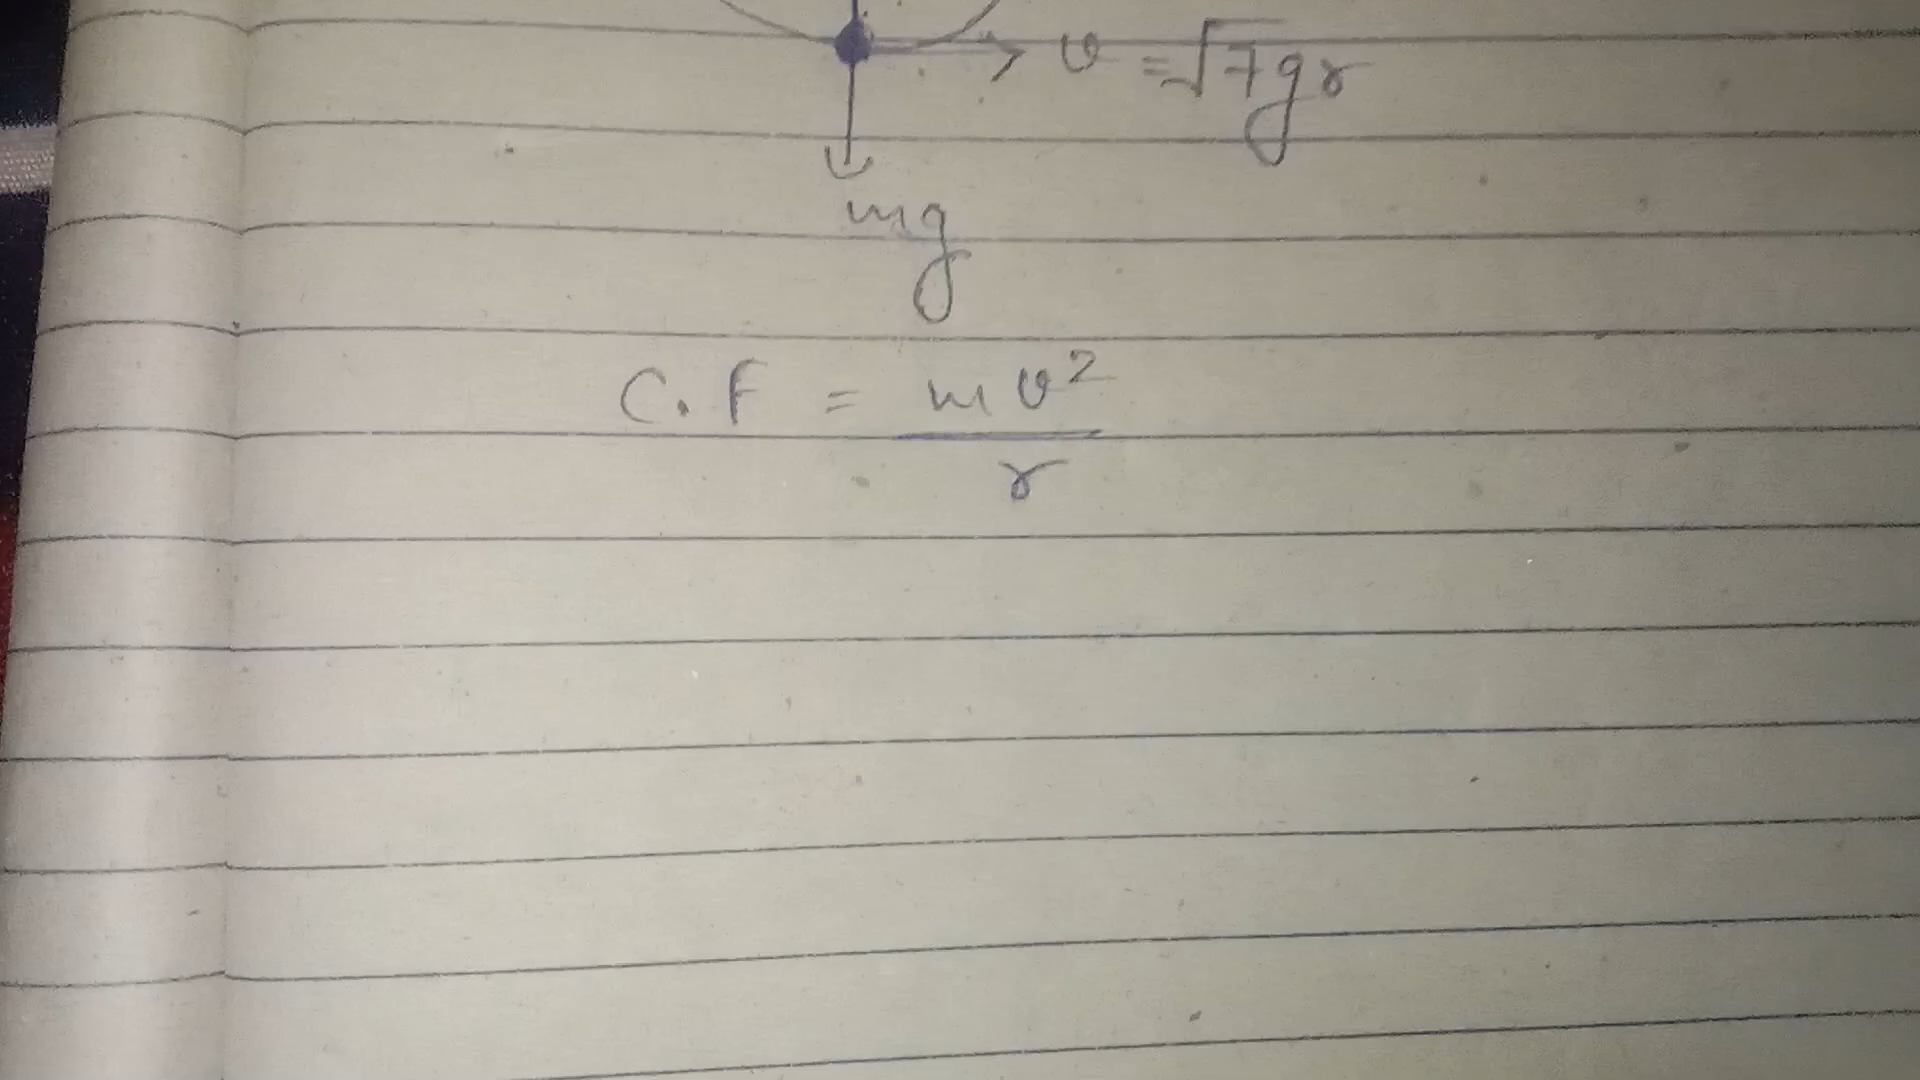 v = √7gr
mg
C.F = mv²
r